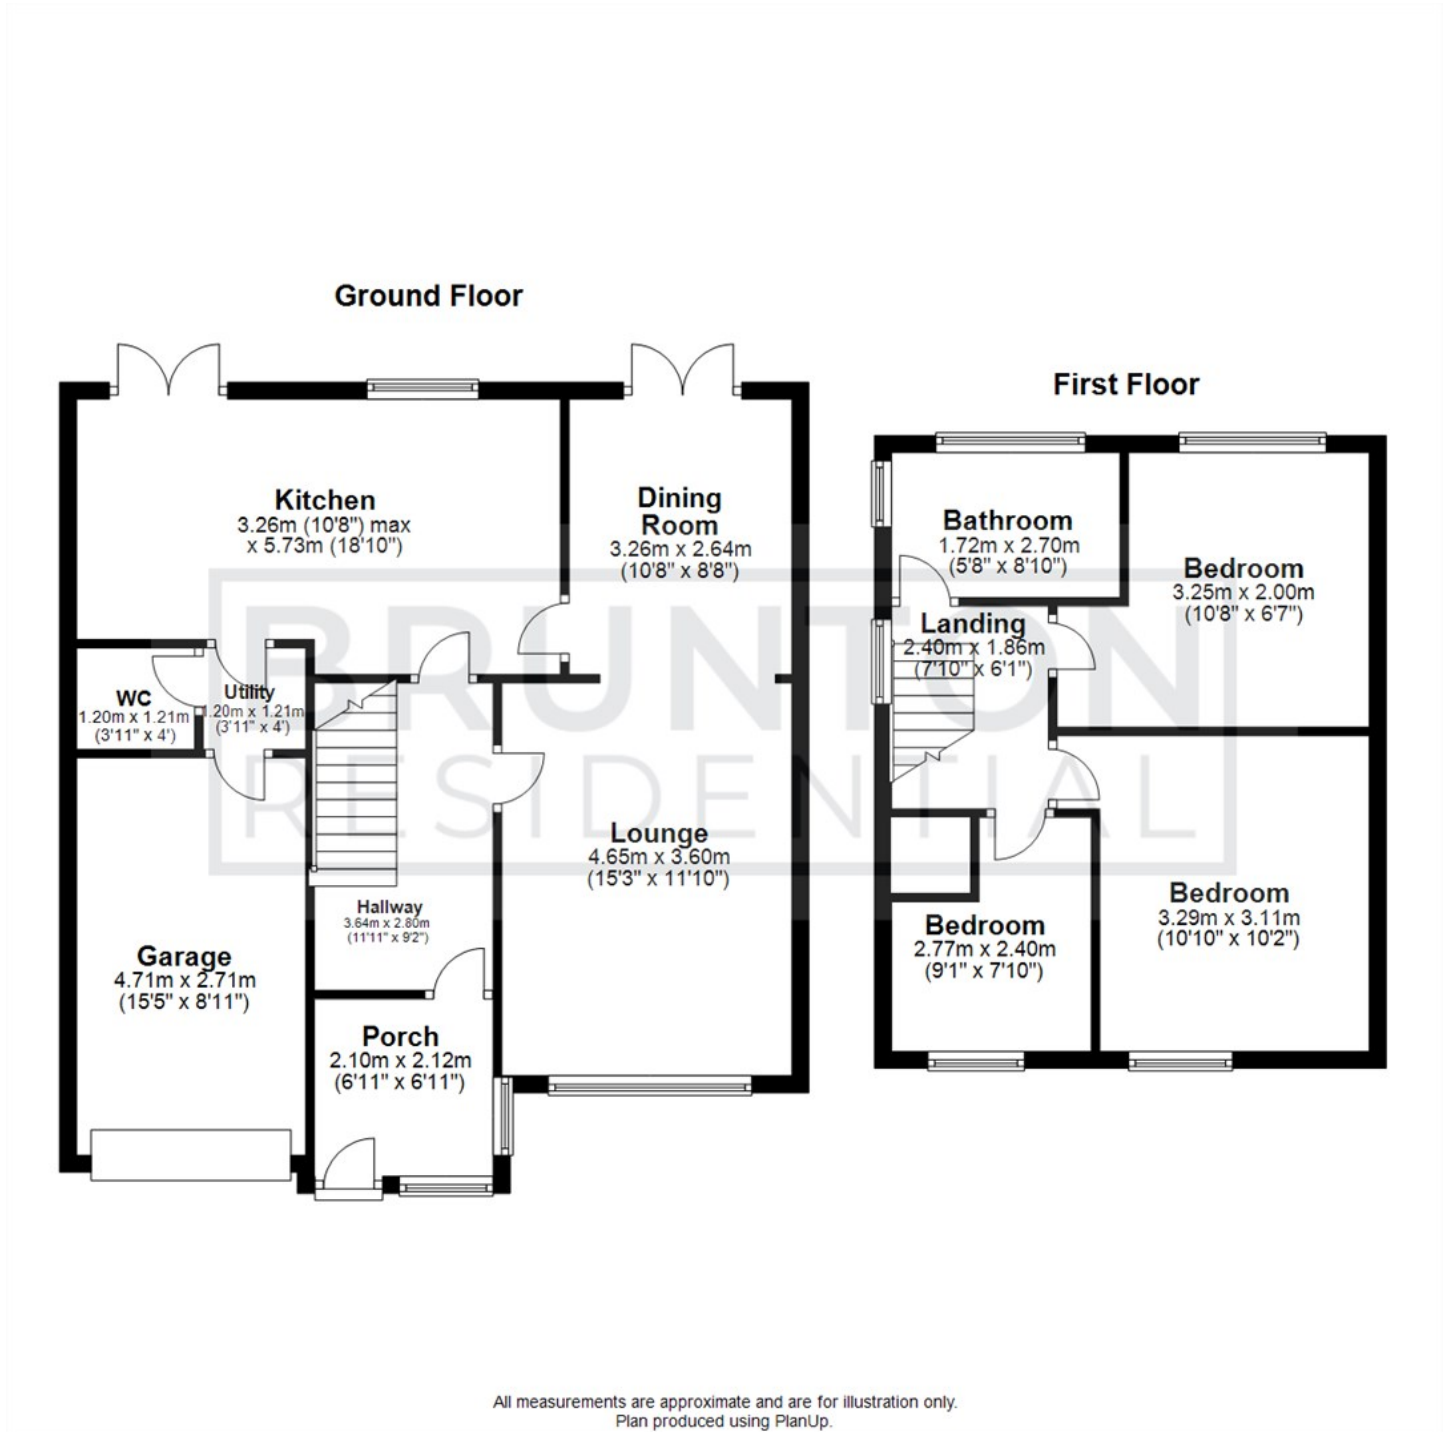 Ground Floor
Kitchen
3.26m (10'8") max
x 5.73m (18'10")
Dining
Room
3.26m x 2.64m
(10'8" x 8'8")
WC
1.20m x 1.21m
(3'11" x 4')
Utility
1.20m x 1.21m
(3'11" x 4')
Lounge
4.65m x 3.60m
(15'3" x 11'10")
Hallway
3.64m x 2.80m
(11'11" x 9'2")
Garage
4.71m x 2.71m
(15'5" x 8'11")
Porch
2.10m x 2.12m
(6'11" x 6'11")
First Floor
Bathroom
1.72m x 2.70m
(5'8" x 8'10")
Bedroom
3.25m x 2.00m
(10'8" x 6'7")
Landing
2.40m x 1.86m
(7'10" x 6'1")
Bedroom
3.29m x 3.11m
(10'10" x 10'2")
Bedroom
2.77m x 2.40m
(9'1" x 7'10")
BRUNTON
RESIDENTIAL
All measurements are approximate and are for illustration only.
Plan produced using PlanUp.